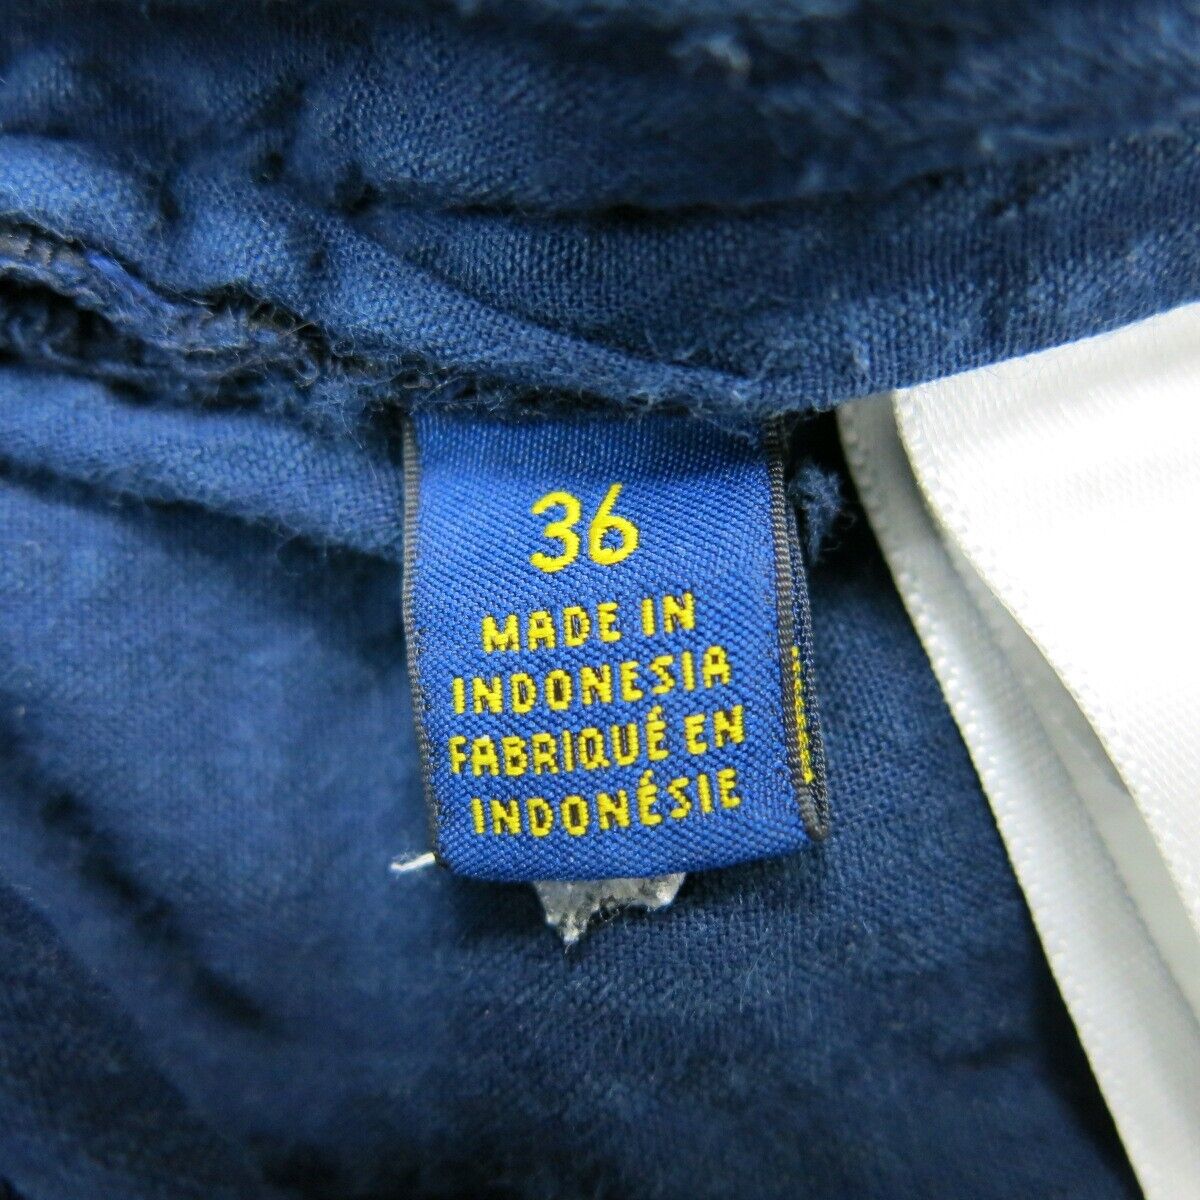 36
MADE IN
INDONESIA
FABRIQUÉ EN
INDONÉSIE